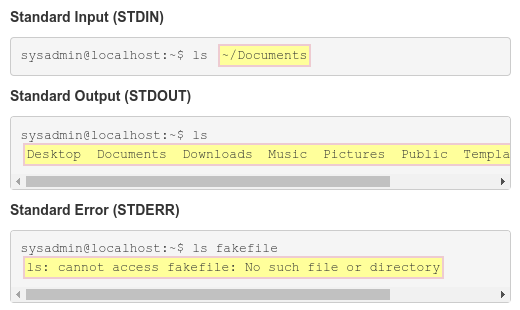 Standard Input (STDIN)
sysadmin@localhost:~$ ls ~/Documents
Standard Output (STDOUT)
sysadmin@localhost:~$ ls
Desktop Documents Downloads Music Pictures Public Templa
Standard Error (STDERR)
sysadmin@localhost:~$ ls fakefile
ls: cannot access fakefile: No such file or directory